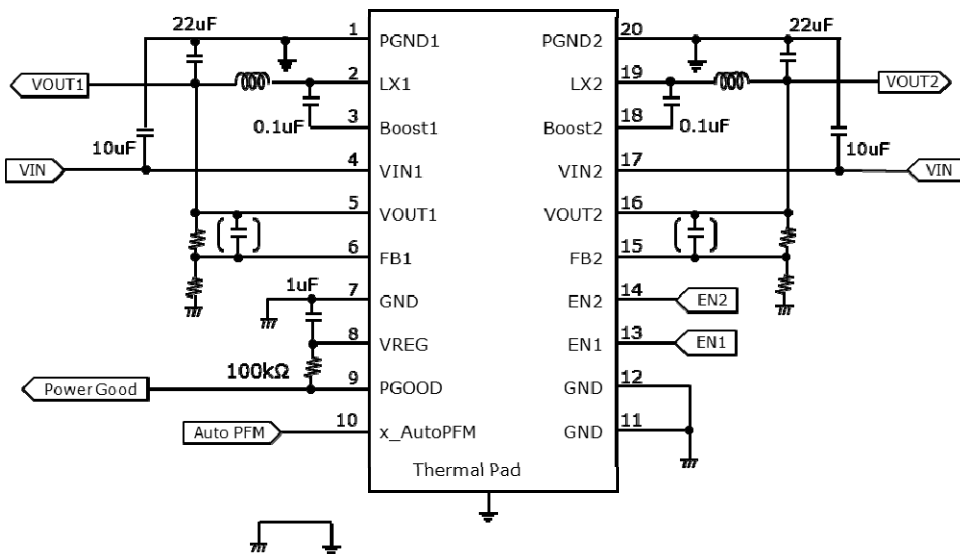 22uF 1 PGND1 PGND2 20 22uF
VOUT1 2 LX1 LX2 19 VOUT2
0.1uF 3 Boost1 Boost2 18 0.1uF
10uF 10uF
VIN 4 VIN1 VIN2 17 VIN
5 VOUT1 VOUT2 16
6 FB1 FB2 15
1uF 7 GND EN2 14 EN2
8 VREG EN1 13 EN1
100kΩ
Power Good 9 PGOOD GND 12
Auto PFM 10 x_AutoPFM GND 11
Thermal Pad